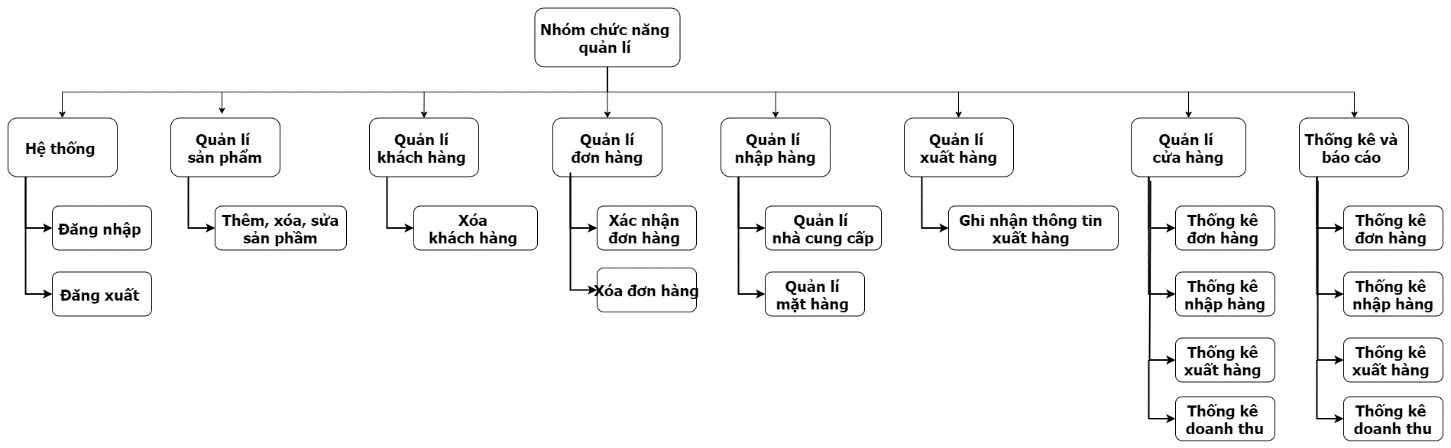 Nhóm chức năng
quản lí
Hệ thống
Quản lí
sản phẩm
Quản lí
khách hàng
Quản lí
đơn hàng
Quản lí
nhập hàng
Quản lí
xuất hàng
Quản lí
cửa hàng
Thống kê và
báo cáo
Đăng nhập
Thêm, xóa, sửa
sản phầm
Xóa
khách hàng
Xác nhận
đơn hàng
Quản lí
nhà cung cấp
Ghi nhận thông tin
xuất hàng
Thống kê
đơn hàng
Thống kê
đơn hàng
Đăng xuất
Xóa đơn hàng
Quản lí
mặt hàng
Thống kê
nhập hàng
Thống kê
nhập hàng
Thống kê
xuất hàng
Thống kê
xuất hàng
Thống kê
doanh thu
Thống kê
doanh thu